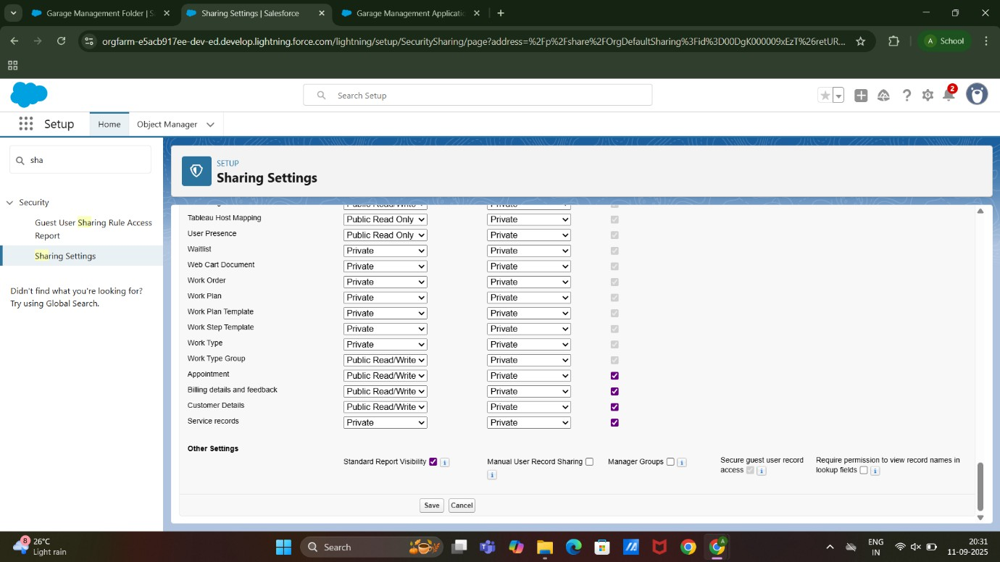 Garage Management Folder | S
Sharing Settings | Salesforce
Garage Management Applicatio
orgfarm-e5acb917ee-dev-ed.develop.lightning.force.com/lightning/setup/SecuritySharing/page?address=%2Fp%2Fshare%2FOrgDefaultSharing%3Fid%3D00DgK000009xEzT%26retUR...
A School
Search Setup
2
Setup Home Object Manager
sha
SETUP
Sharing Settings
Security
Guest User Sharing Rule Access
Report
Sharing Settings
Didn't find what you're looking for?
Try using Global Search.
Public Read/Write Private
Tableau Host Mapping Public Read Only Private
User Presence Public Read Only Private
Waitlist Private Private
Web Cart Document Private Private
Work Order Private Private
Work Plan Private Private
Work Plan Template Private Private
Work Step Template Private Private
Work Type Private Private
Work Type Group Public Read/Write Private
Appointment Public Read/Write Private
Billing details and feedback Public Read/Write Private
Customer Details Public Read/Write Private
Service records Private Private
Other Settings
Standard Report Visibility i Manual User Record Sharing i Manager Groups i Secure guest user record access i Require permission to view record names in lookup fields i
Save Cancel
8
26°C
Light rain
Search
A
ENG
IN
20:31
11-09-2025